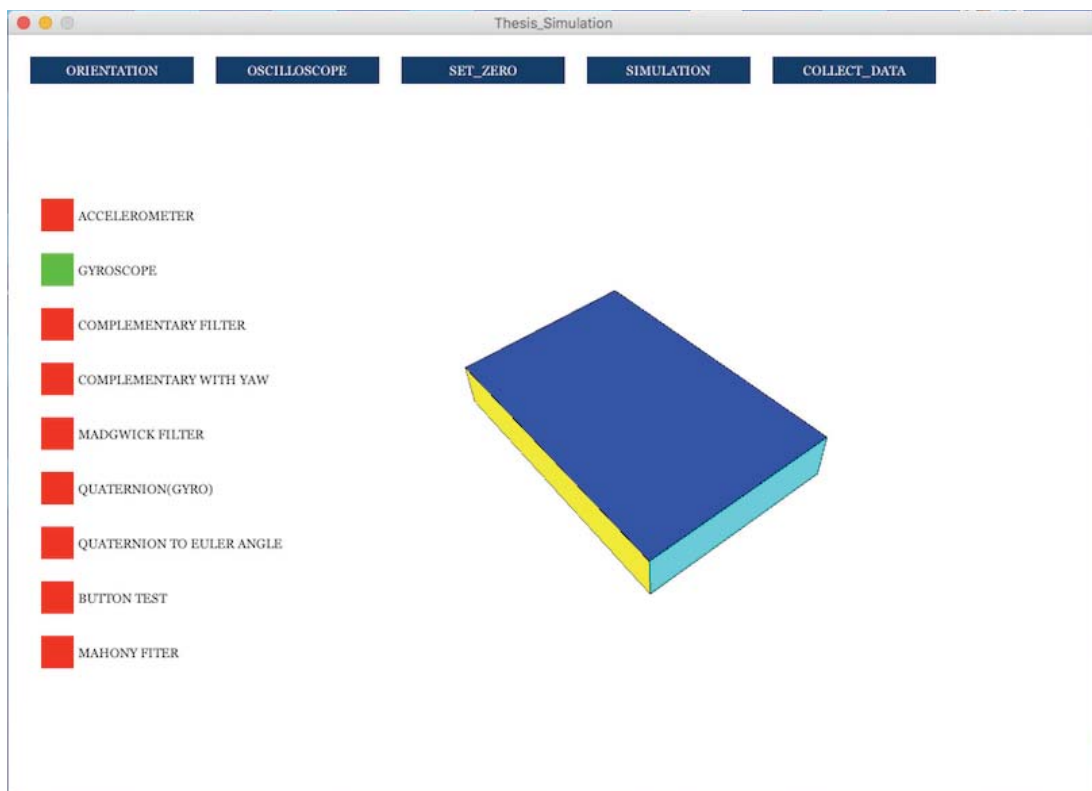 Thesis_Simulation
ORIENTATION OSCILLOSCOPE SET_ZERO SIMULATION COLLECT_DATA
ACCELEROMETER
GYROSCOPE
COMPLEMENTARY FILTER
COMPLEMENTARY WITH YAW
MADGWICK FILTER
QUATERNION(GYRO)
QUATERNION TO EULER ANGLE
BUTTON TEST
MAHONY FITER